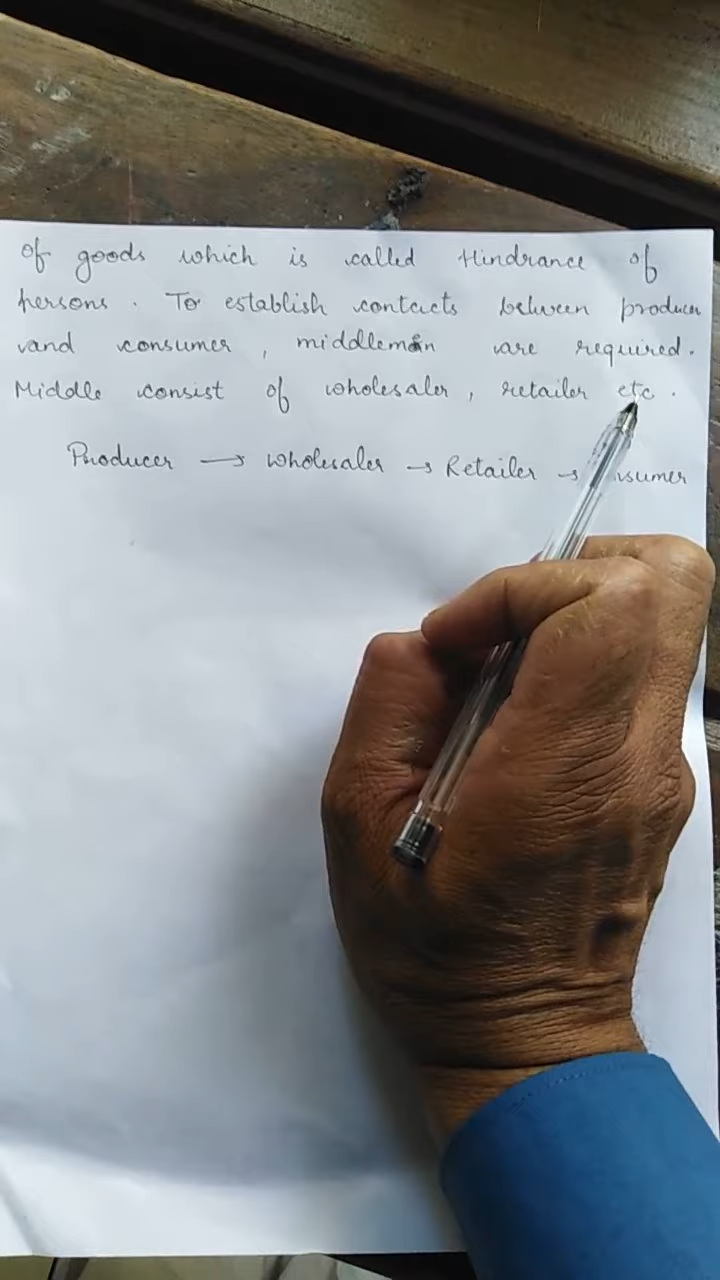 of goods which is called Hindrance of
persons. To establish contacts between producer
and consumer, middleman are required.
Middle consist of wholesaler, retailer etc.
Producer → Wholesaler → Retailer →